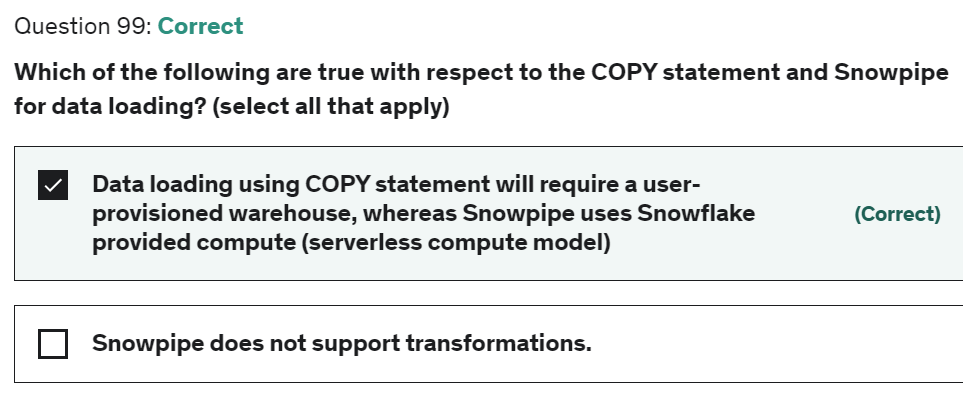 Question 99: Correct
Which of the following are true with respect to the COPY statement and Snowpipe
for data loading? (select all that apply)
Data loading using COPY statement will require a user-
provisioned warehouse, whereas Snowpipe uses Snowflake
provided compute (serverless compute model)
(Correct)
Snowpipe does not support transformations.